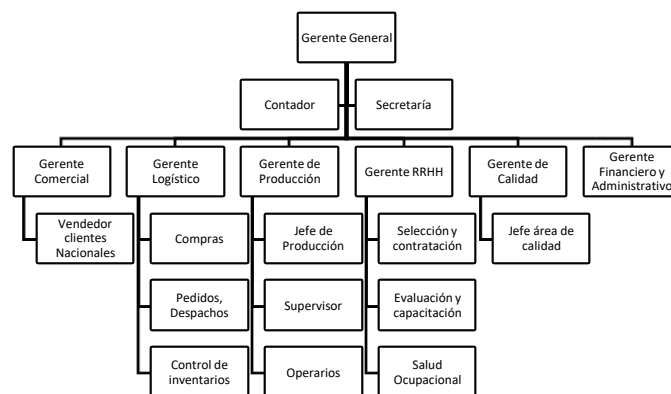 Gerente General
Contador
Secretaría
Gerente
Comercial
Gerente
Logístico
Gerente de
Producción
Gerente RRHH
Gerente de
Calidad
Gerente
Financiero y
Administrativo
Vendedor
clientes
Nacionales
Compras
Jefe de
Producción
Selección y
contratación
Jefe área de
calidad
Pedidos,
Despachos
Supervisor
Evaluación y
capacitación
Control de
inventarios
Operarios
Salud
Ocupacional